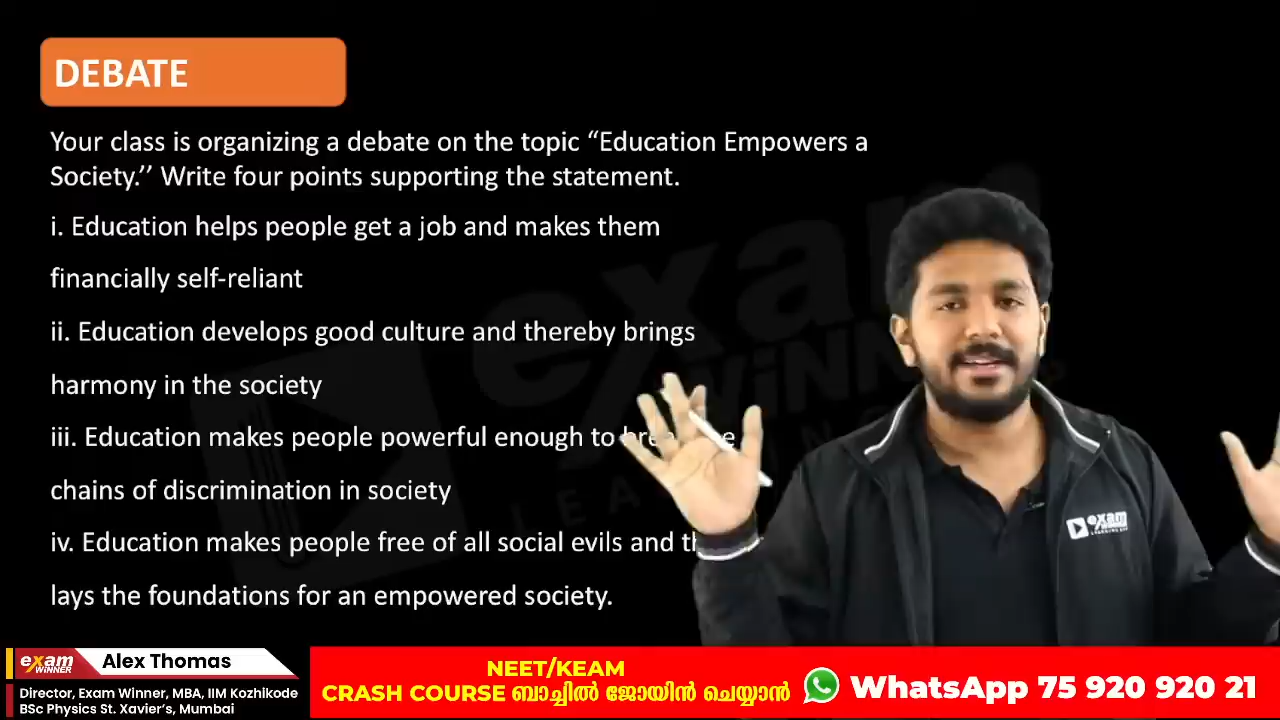 DEBATE
Your class is organizing a debate on the topic “Education Empowers a
Society.’’ Write four points supporting the statement.
i. Education helps people get a job and makes them
financially self-reliant
ii. Education develops good culture and thereby brings
harmony in the society
iii. Education makes people powerful enough to
chains of discrimination in society
iv. Education makes people free of all social evils and
lays the foundations for an empowered society.
exam
WINNER
LEARNING APP
exam
WiNNER
Alex Thomas
Director, Exam Winner, MBA, IIM Kozhikode
BSc Physics St. Xavier’s, Mumbai
NEET/KEAM
CRASH COURSE ബാച്ചിൽ ജോയിൻ ചെയ്യാൻ
WhatsApp 75 920 920 21